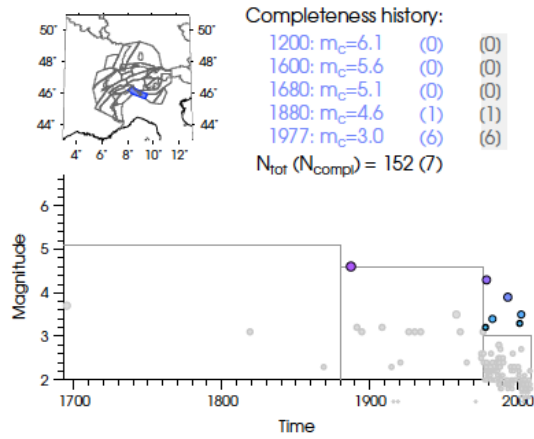 Completeness history:
1200: mc=6.1 (0) (0)
1600: mc=5.6 (0) (0)
1680: mc=5.1 (0) (0)
1880: mc=4.6 (1) (1)
1977: mc=3.0 (6) (6)
Ntot (Ncompl) = 152 (7)
50°
48°
46°
44°
4° 6° 8° 10° 12°
50°
48°
46°
44°
Magnitude
6
5
4
3
2
1700 1800 1900 2000
Time